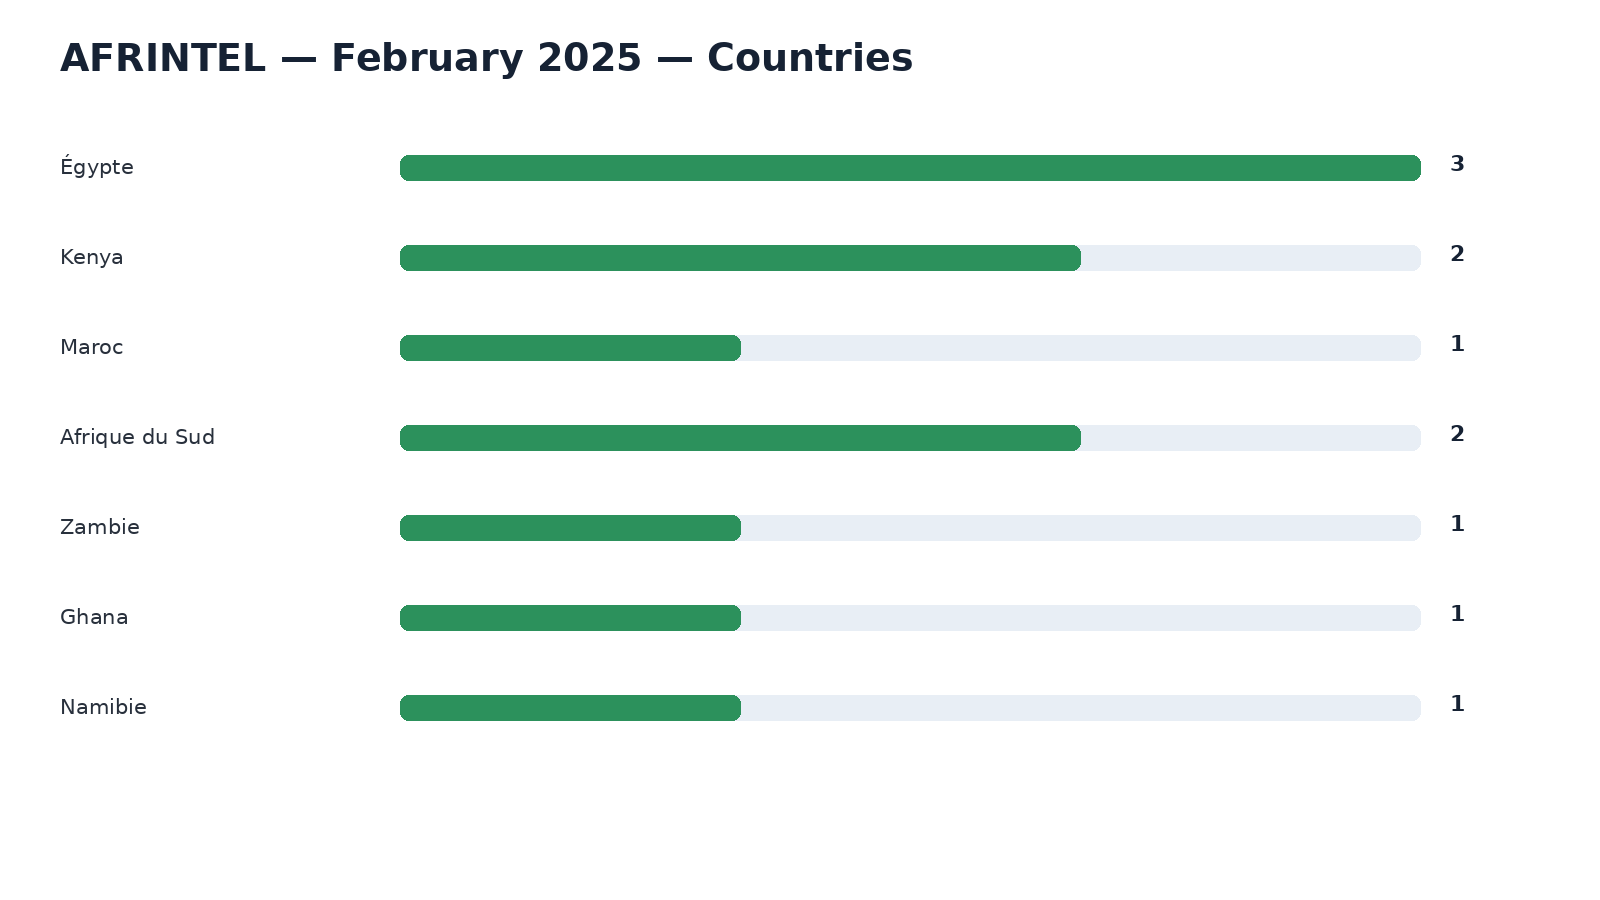 AFRINTEL — February 2025 — Countries
Égypte 3
Kenya 2
Maroc 1
Afrique du Sud 2
Zambie 1
Ghana 1
Namibie 1